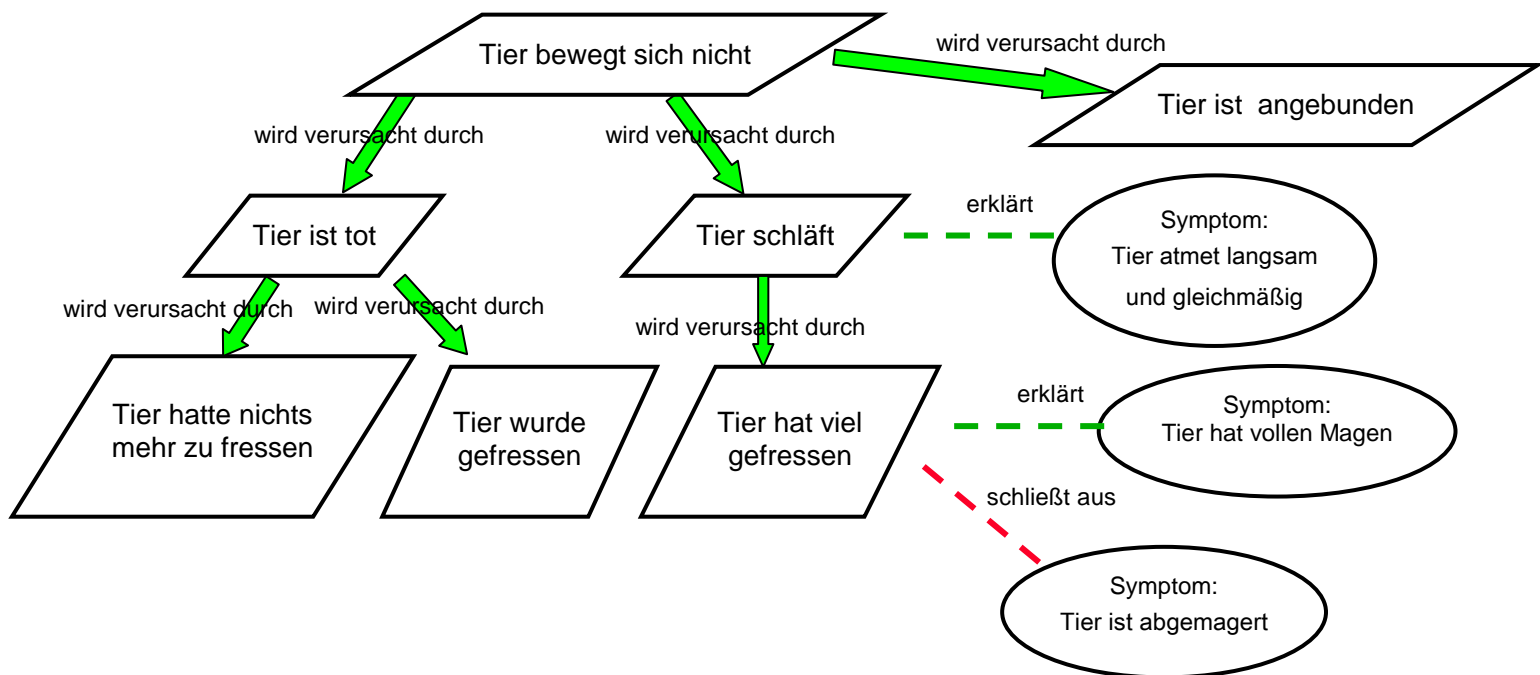 Tier bewegt sich nicht
wird verursacht durch
Tier ist angebunden
wird verursacht durch
wird verursacht durch
Tier ist tot
Tier schläft
erklärt
Symptom:
Tier atmet langsam
und gleichmäßig
wird verursacht durch
wird verursacht durch
wird verursacht durch
Tier hatte nichts
mehr zu fressen
Tier wurde
gefressen
Tier hat viel
gefressen
erklärt
Symptom:
Tier hat vollen Magen
schließt aus
Symptom:
Tier ist abgemagert